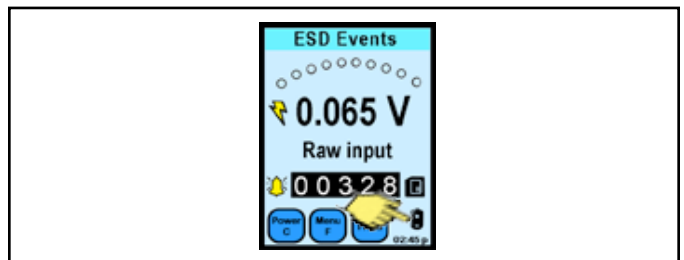 ESD Events
0.065 V
Raw input
00328
Power Menu
C F
02:45 p